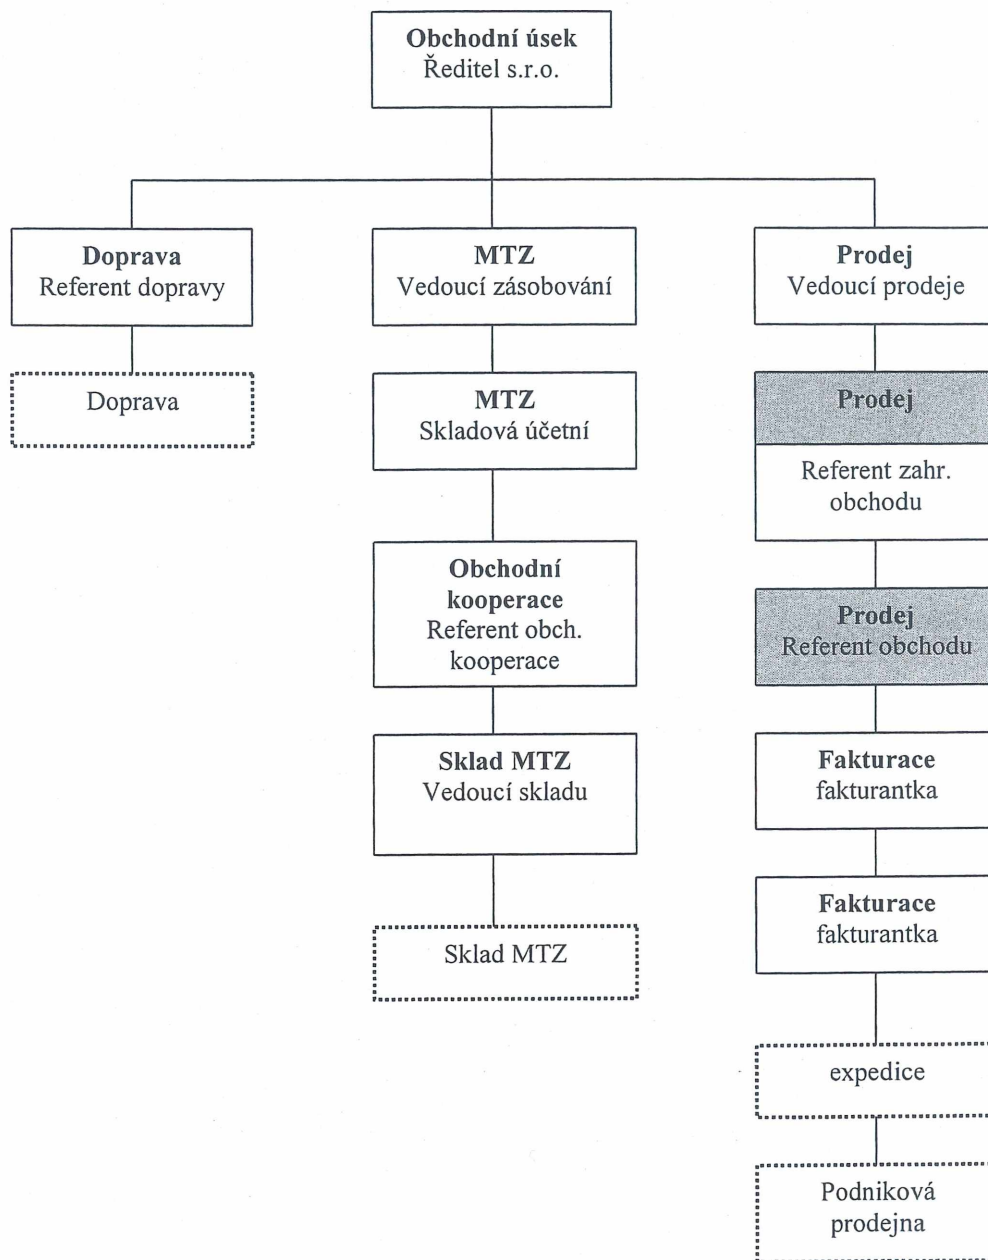 Obchodní úsek
Ředitel s.r.o.
Doprava
Referent dopravy
Doprava
MTZ
Vedoucí zásobování
MTZ
Skladová účetní
Obchodní
kooperace
Referent obch.
kooperace
Sklad MTZ
Vedoucí skladu
Sklad MTZ
Prodej
Vedoucí prodeje
Prodej
Referent zahr.
obchodu
Prodej
Referent obchodu
Fakturace
fakturantka
Fakturace
fakturantka
expedice
Podniková
prodejna